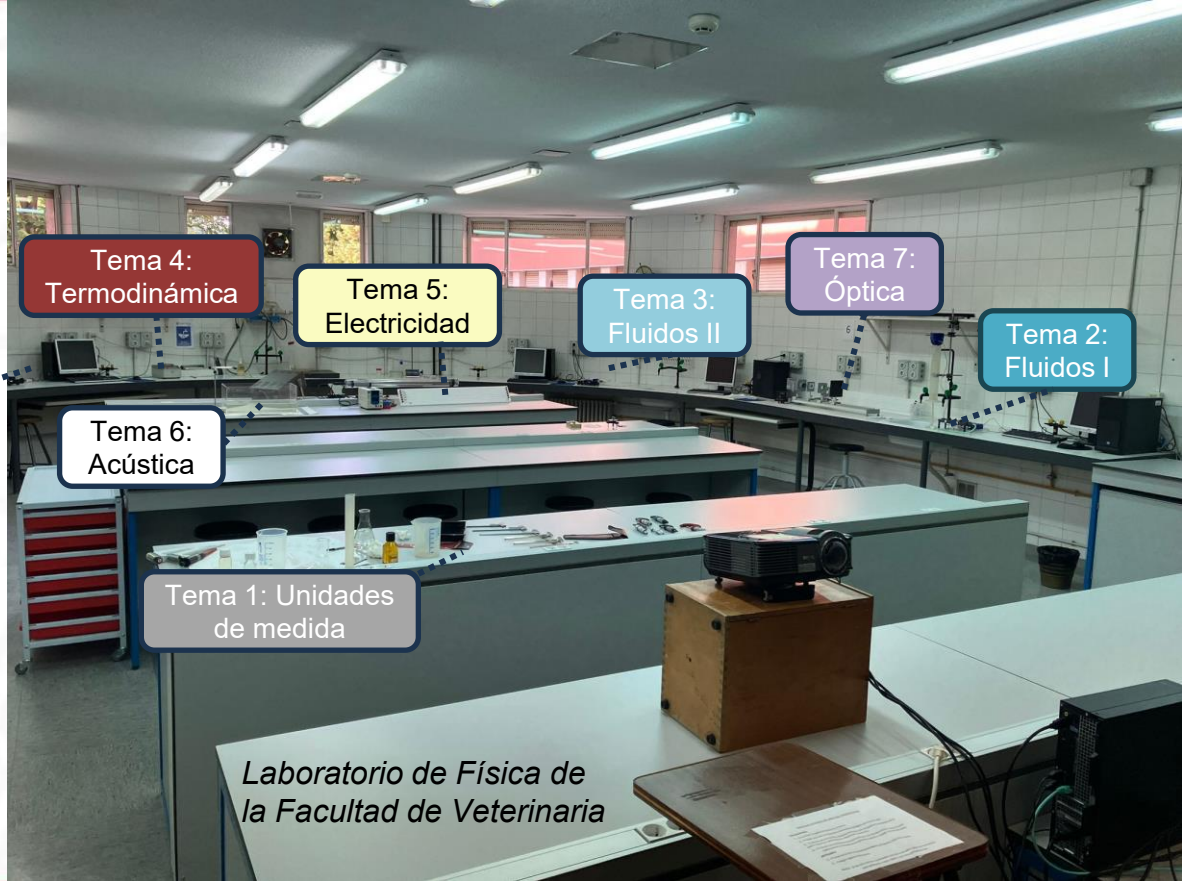 Tema 4:
Termodinámica
Tema 5:
Electricidad
Tema 3:
Fluidos II
Tema 7:
Óptica
Tema 2:
Fluidos I
Tema 6:
Acústica
Tema 1: Unidades
de medida
Laboratorio de Física de
la Facultad de Veterinaria
6